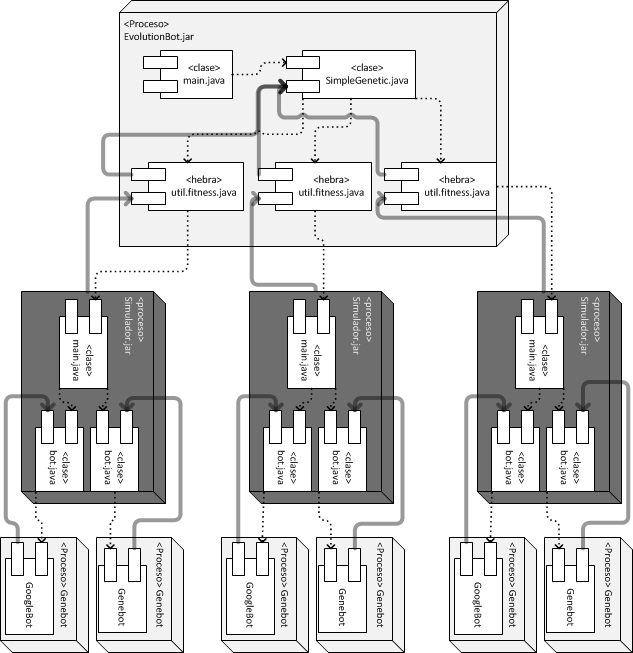 <Proceso>
EvolutionBot.jar
<clase>
main.java
<clase>
SimpleGenetic.java
<hebra>
util.fitness.java
<hebra>
util.fitness.java
<hebra>
util.fitness.java
<proceso>
Simulador.jar
<clase>
main.java
<clase>
bot.java
<clase>
bot.java
<proceso>
Simulador.jar
<clase>
main.java
<clase>
bot.java
<clase>
bot.java
<proceso>
Simulador.jar
<clase>
main.java
<clase>
bot.java
<clase>
bot.java
<Proceso> Genebot
GoogleBot
<Proceso> Genebot
Genebot
<Proceso> Genebot
GoogleBot
<Proceso> Genebot
Genebot
<Proceso> Genebot
GoogleBot
<Proceso> Genebot
Genebot